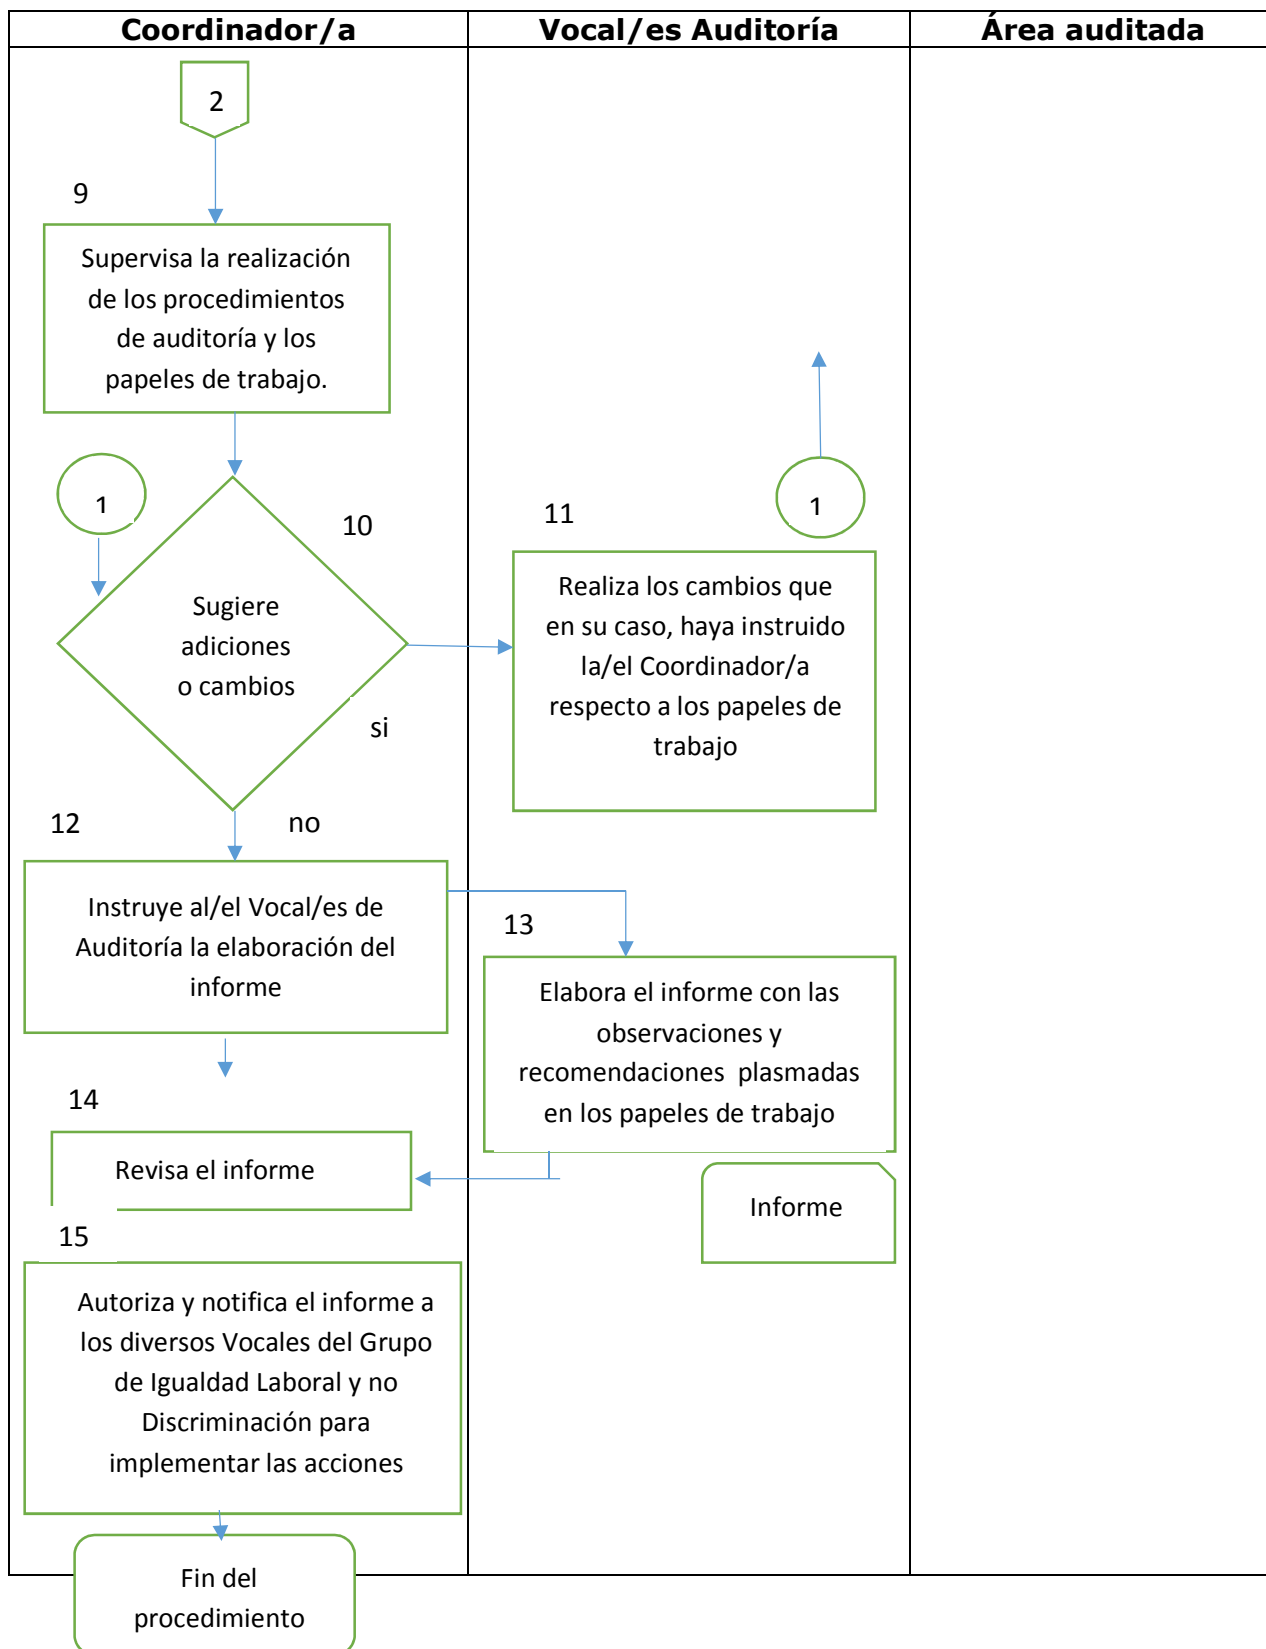 Coordinador/a
Vocal/es Auditoría
Área auditada
2
9
Supervisa la realización
de los procedimientos
de auditoría y los
papeles de trabajo.
1
10
Sugiere
adiciones
o cambios
si
no
11
1
Realiza los cambios que
en su caso, haya instruido
la/el Coordinador/a
respecto a los papeles de
trabajo
12
Instruye al/el Vocal/es de
Auditoría la elaboración del
informe
13
Elabora el informe con las
observaciones y
recomendaciones plasmadas
en los papeles de trabajo
Informe
14
Revisa el informe
15
Autoriza y notifica el informe a
los diversos Vocales del Grupo
de Igualdad Laboral y no
Discriminación para
implementar las acciones
Fin del
procedimiento